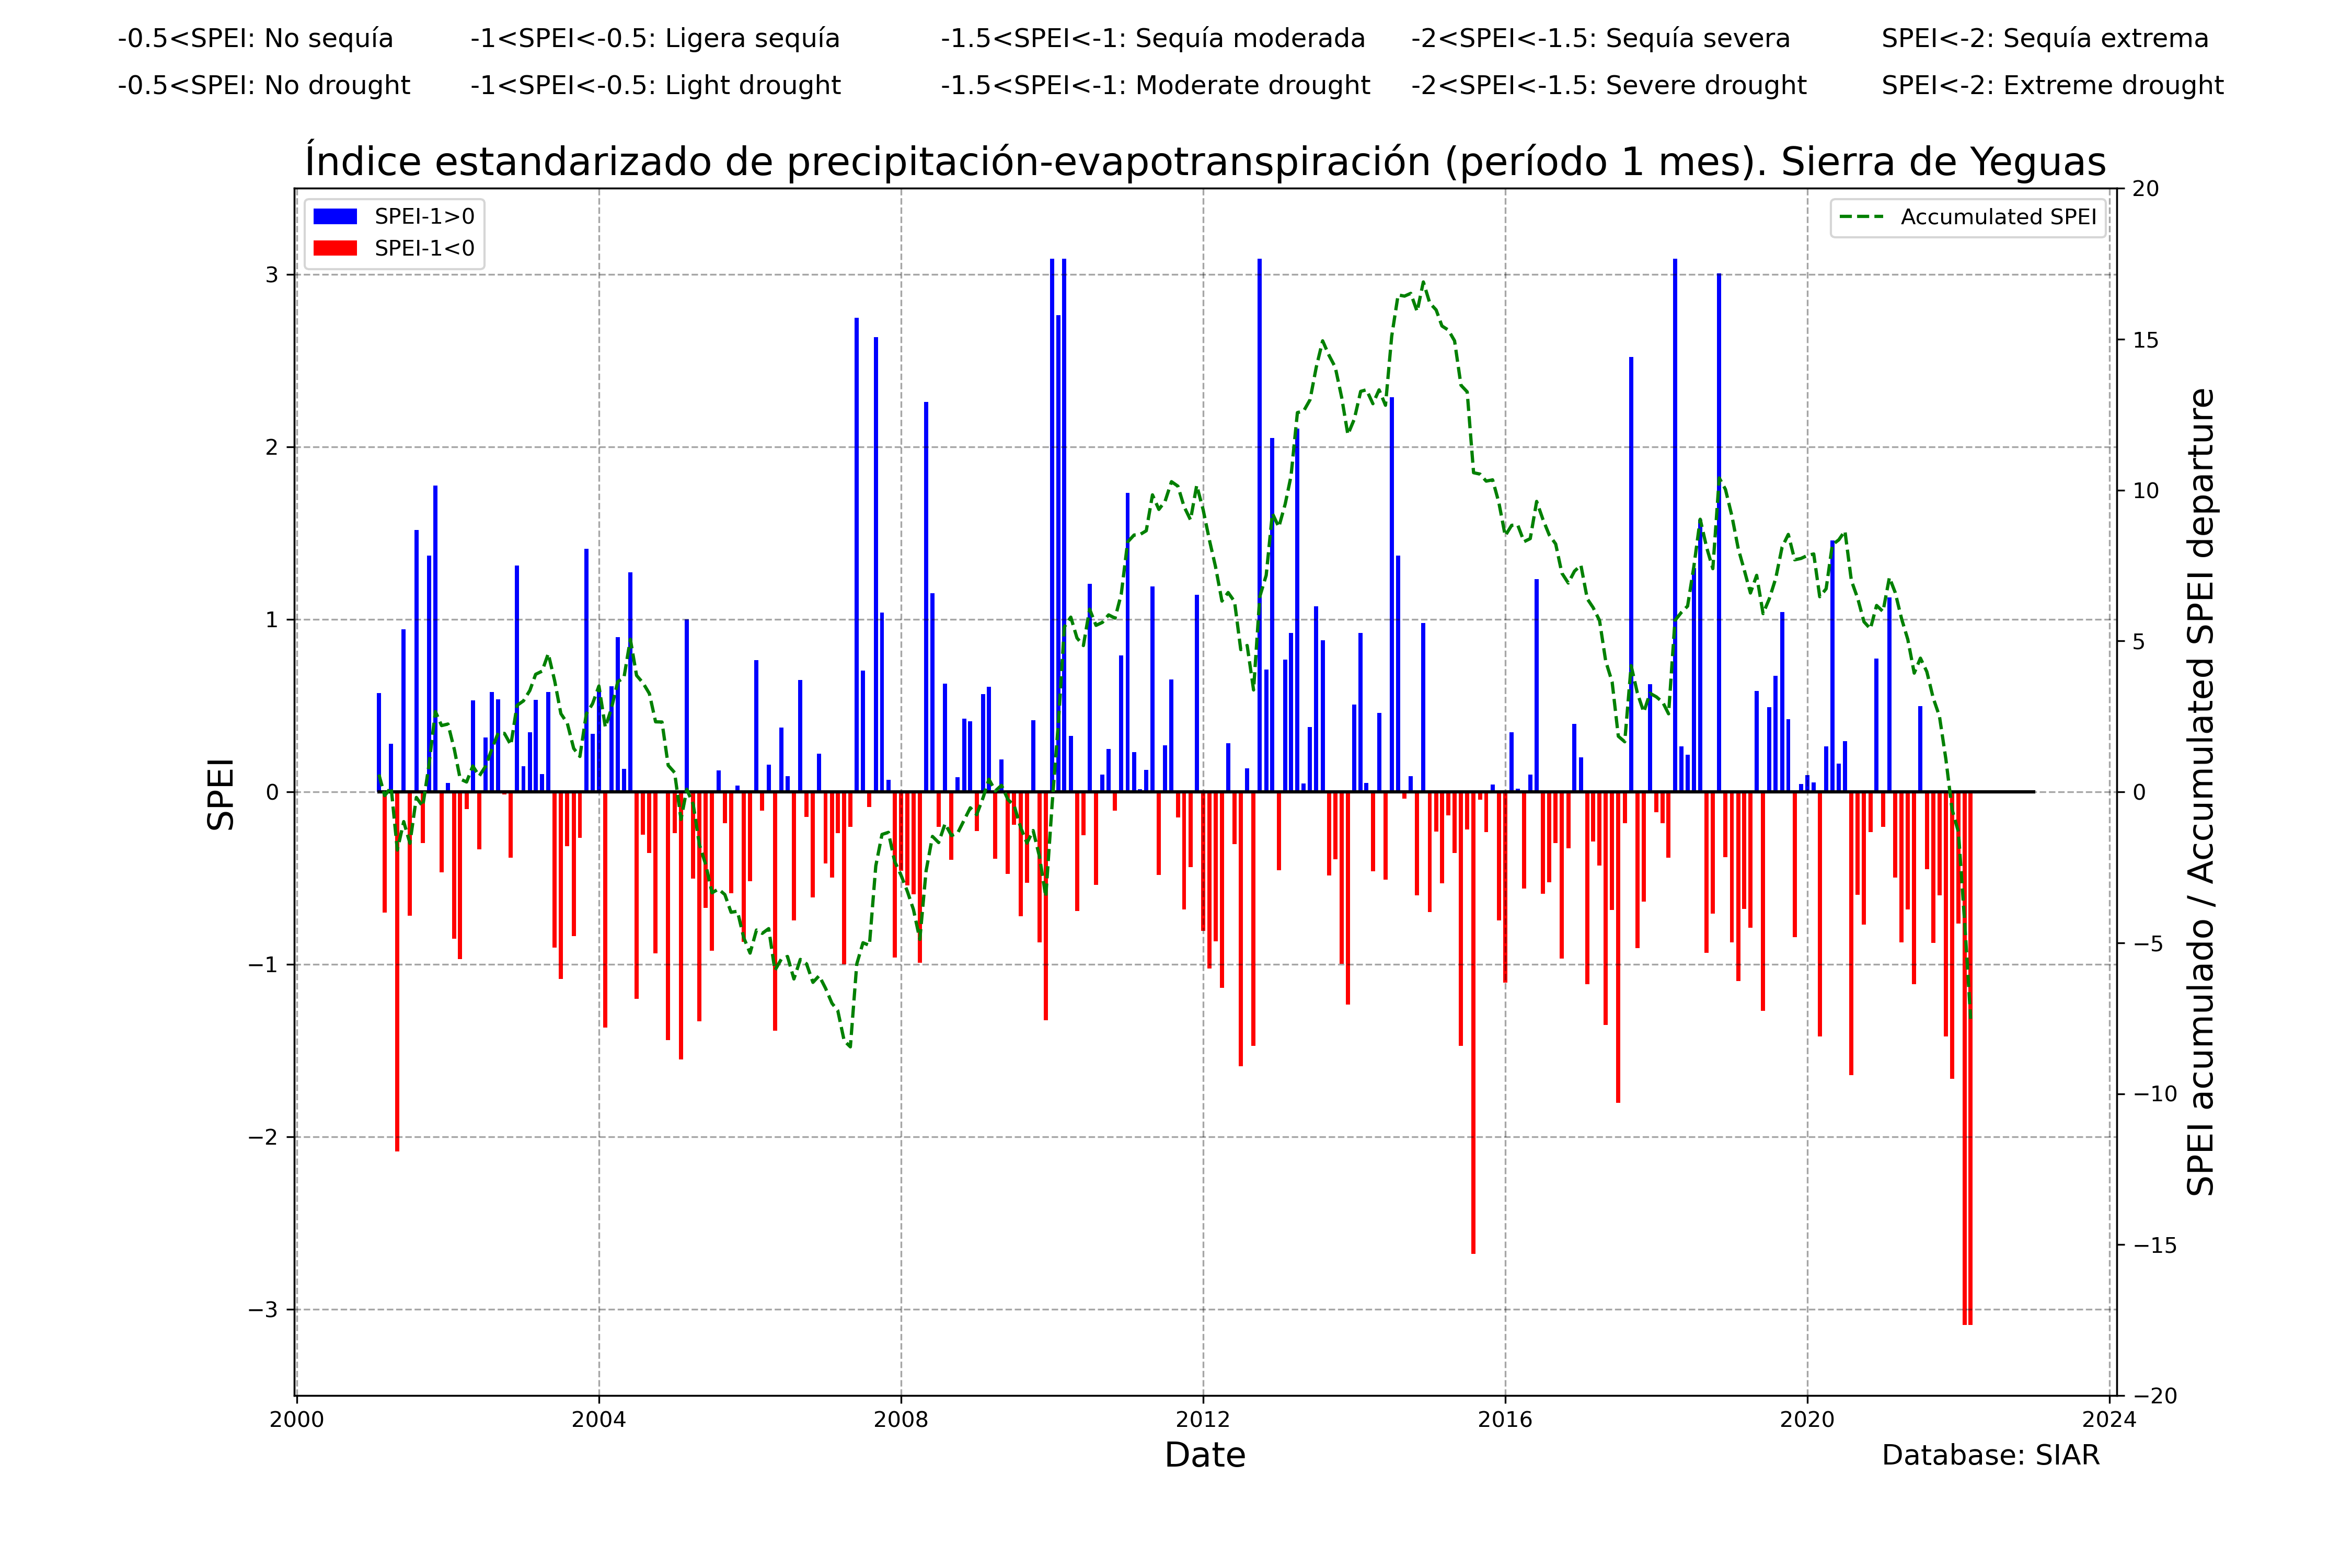 -0.5<SPEI: No sequía -1<SPEI<-0.5: Ligera sequía -1.5<SPEI<-1: Sequía moderada -2<SPEI<-1.5: Sequía severa SPEI<-2: Sequía extrema
-0.5<SPEI: No drought -1<SPEI<-0.5: Light drought -1.5<SPEI<-1: Moderate drought -2<SPEI<-1.5: Severe drought SPEI<-2: Extreme drought
Índice estandarizado de precipitación-evapotranspiración (período 1 mes). Sierra de Yeguas
SPEI-1>0
SPEI-1<0
Accumulated SPEI
SPEI
3
2
1
0
−1
−2
−3
20
15
10
5
0
−5
−10
−15
−20
SPEI acumulado / Accumulated SPEI departure
2000 2004 2008 2012 2016 2020 2024
Date
Database: SIAR